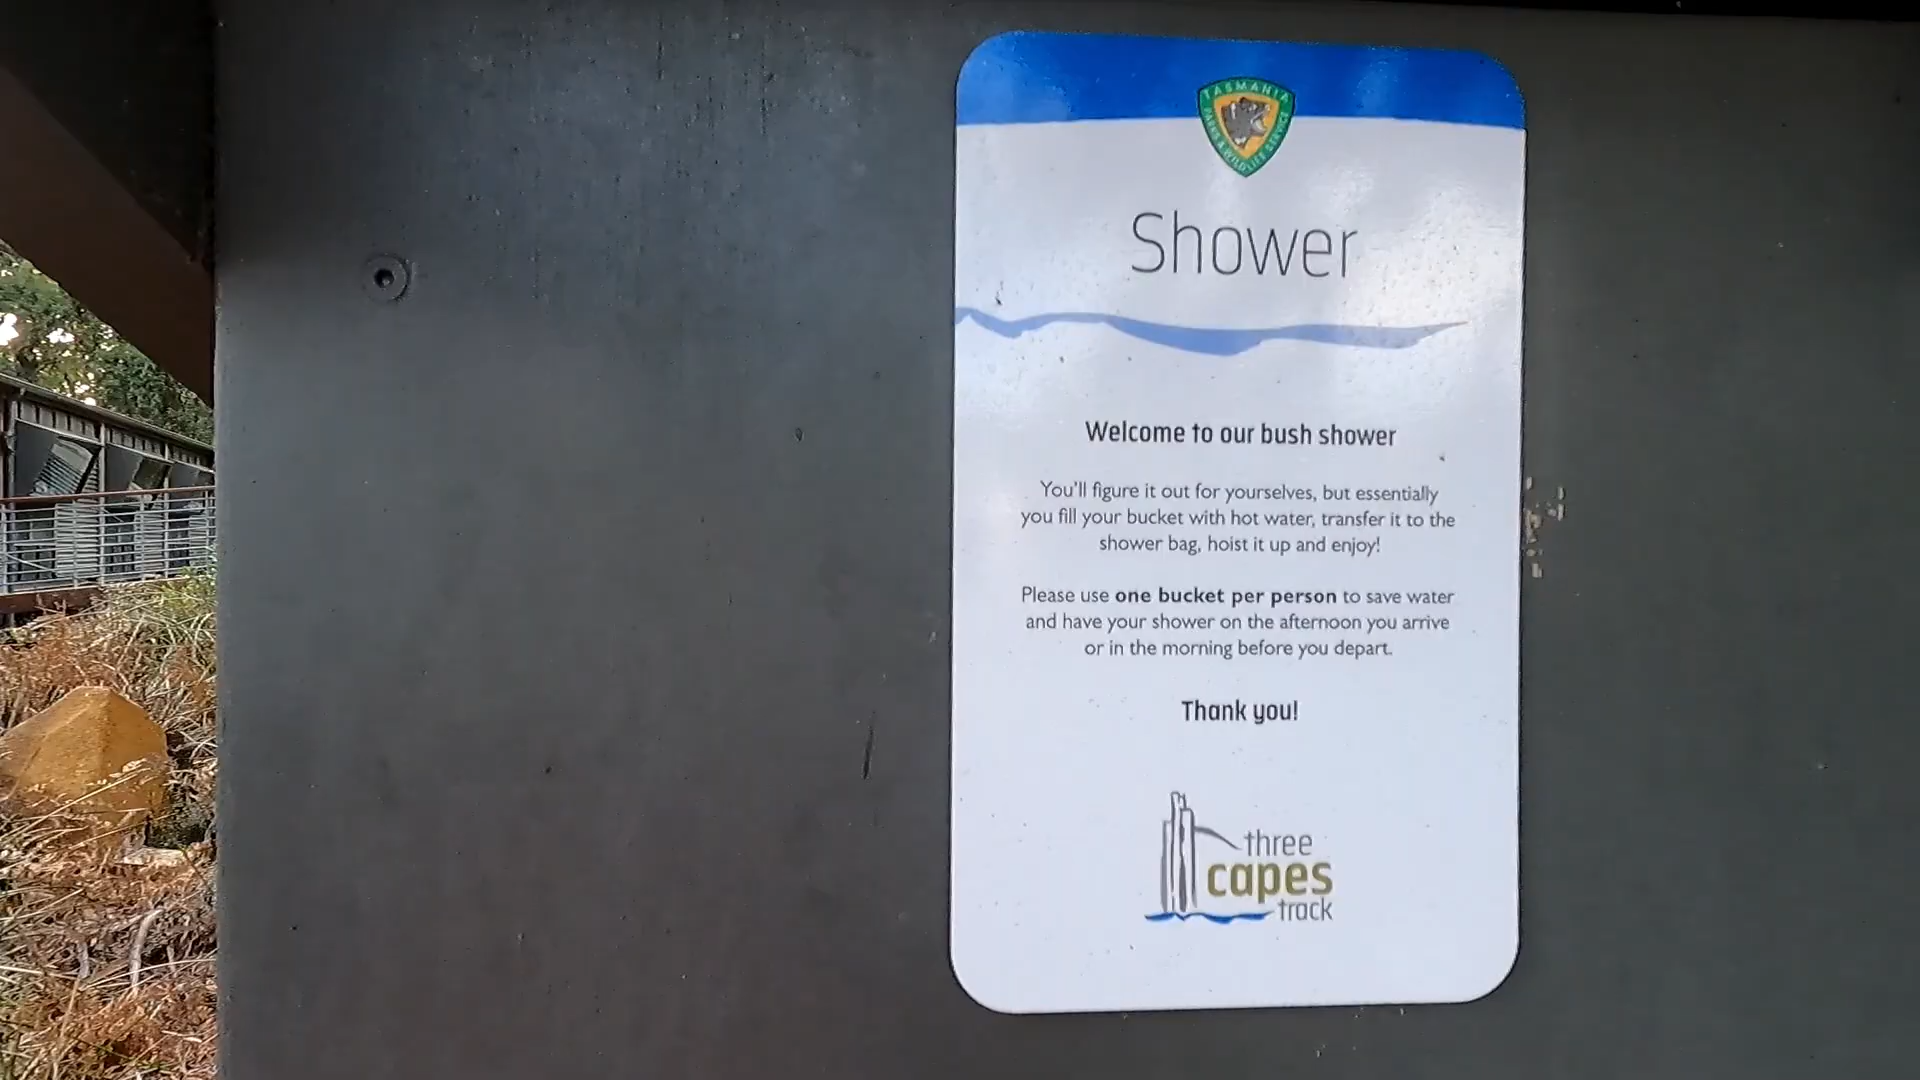 TASMANIA
PARKS & WILDLIFE SERVICE
Shower
Welcome to our bush shower
You'll figure it out for yourselves, but essentially
you fill your bucket with hot water, transfer it to the
shower bag, hoist it up and enjoy!
Please use one bucket per person to save water
and have your shower on the afternoon you arrive
or in the morning before you depart.
Thank you!
three
capes
track